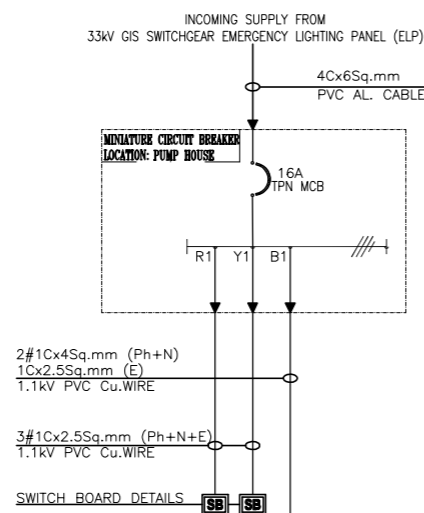 INCOMING SUPPLY FROM
33kV GIS SWITCHGEAR EMERGENCY LIGHTING PANEL (ELP)
4Cx6Sq.mm
PVC AL. CABLE
MINIATURE CIRCUIT BREAKER
LOCATION: PUMP HOUSE
16A
TPN MCB
R1 Y1 B1
2#1Cx4Sq.mm (Ph+N)
1Cx2.5Sq.mm (E)
1.1kV PVC Cu.WIRE
3#1Cx2.5Sq.mm (Ph+N+E)
1.1kV PVC Cu.WIRE
SWITCH BOARD DETAILS SB SB